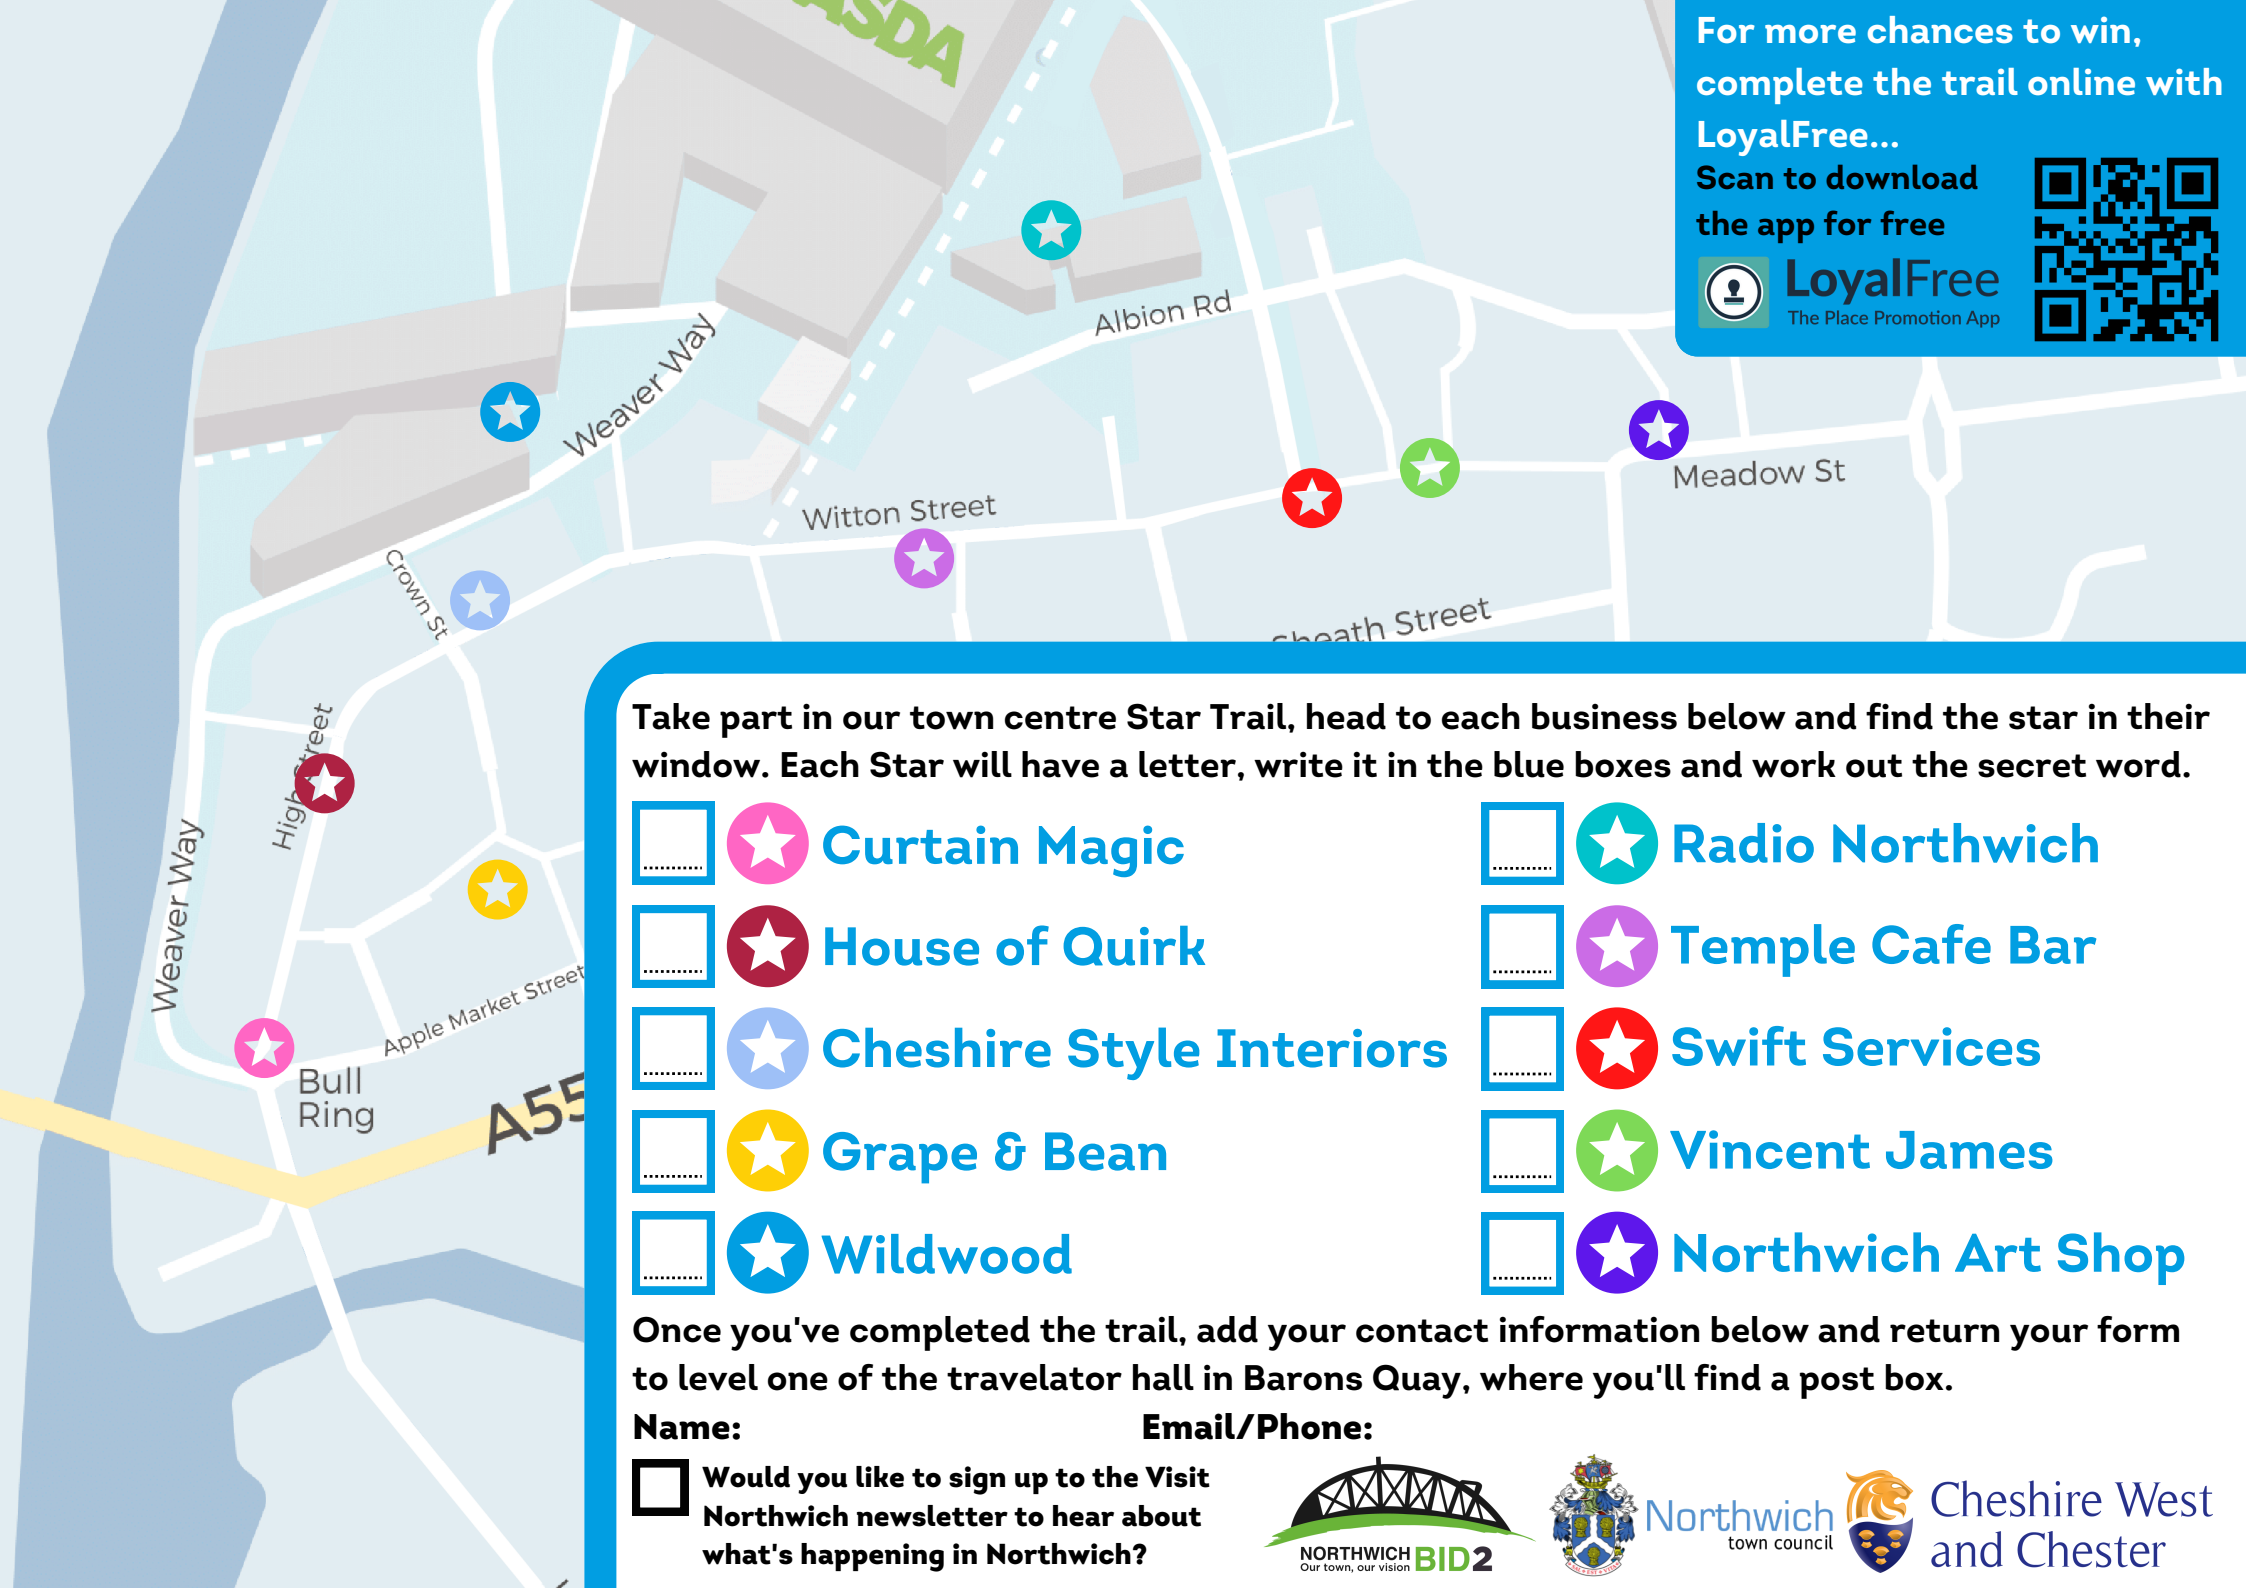 ASDA
For more chances to win,
complete the trail online with
LoyalFree...
Scan to download
the app for free
LoyalFree
The Place Promotion App
Albion Rd
Weaver Way
Meadow St
Witton Street
Crown St
Sheath Street
High Street
Weaver Way
Apple Market Street
Bull
Ring
A55
Take part in our town centre Star Trail, head to each business below and find the star in their
window. Each Star will have a letter, write it in the blue boxes and work out the secret word.
Curtain Magic
House of Quirk
Cheshire Style Interiors
Grape & Bean
Wildwood
Radio Northwich
Temple Cafe Bar
Swift Services
Vincent James
Northwich Art Shop
Once you've completed the trail, add your contact information below and return your form
to level one of the travelator hall in Barons Quay, where you'll find a post box.
Name: Email/Phone:
Would you like to sign up to the Visit
Northwich newsletter to hear about
what's happening in Northwich?
NORTHWICH BID2
Our town, our vision
Northwich
town council
Cheshire West
and Chester